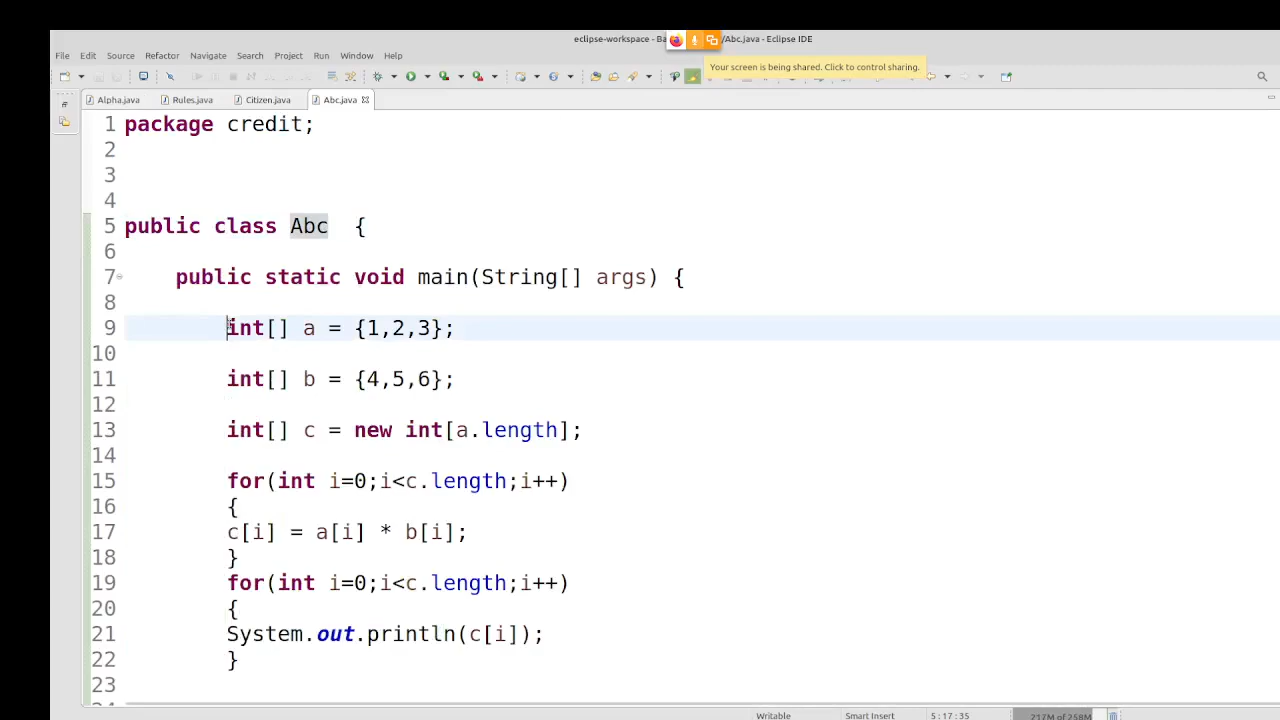 eclipse-workspace - Ba /Abc.java - Eclipse IDE
File Edit Source Refactor Navigate Search Project Run Window Help
Your screen is being shared. Click to control sharing.
Alpha.java Rules.java Citizen.java Abc.java
1 package credit;
2
3
4
5 public class Abc  {
6
7 public static void main(String[] args) {
8
9 int[] a = {1,2,3};
10
11 int[] b = {4,5,6};
12
13 int[] c = new int[a.length];
14
15 for(int i=0;i<c.length;i++)
16 {
17 c[i] = a[i] * b[i];
18 }
19 for(int i=0;i<c.length;i++)
20 {
21 System.out.println(c[i]);
22 }
23
Writable Smart Insert 5:17:35 217M of 258M